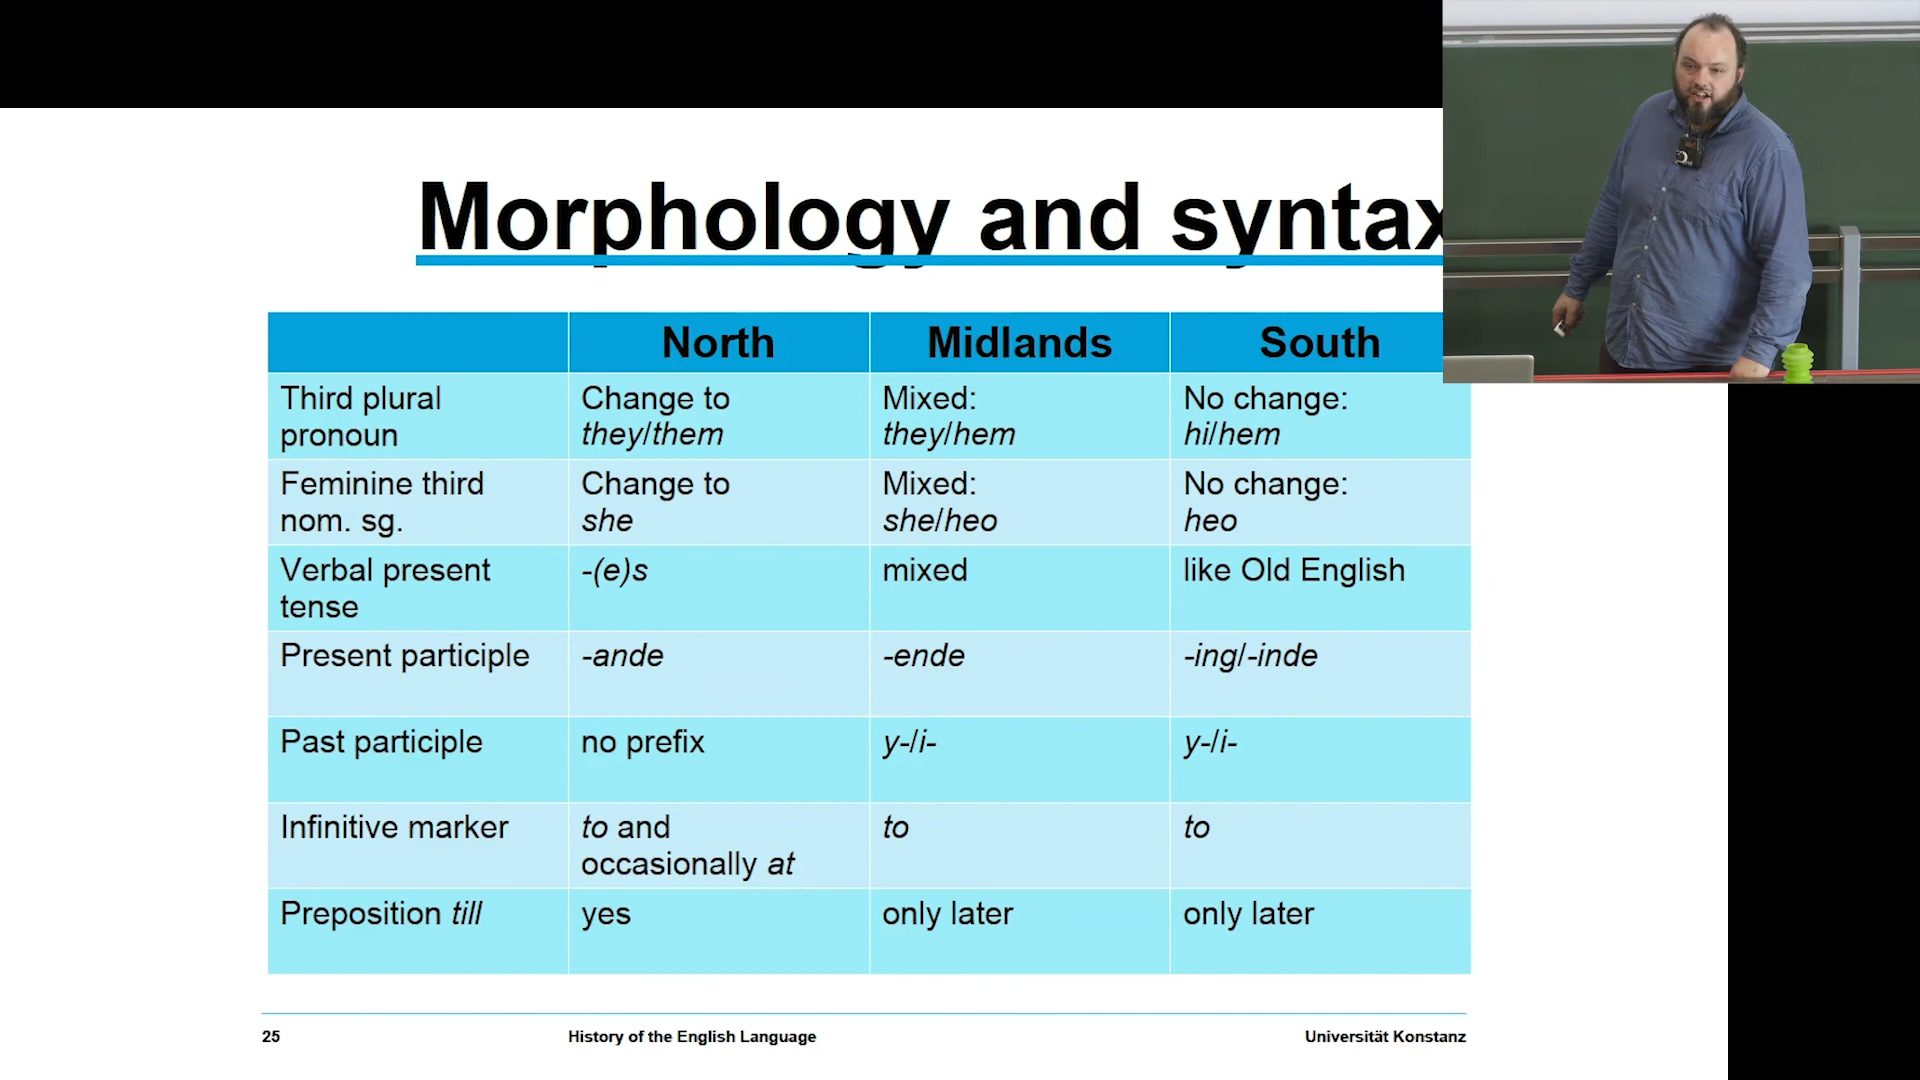 Morphology and syntax
North Midlands South
Third plural pronoun Change to they/them Mixed: they/hem No change: hi/hem
Feminine third nom. sg. Change to she Mixed: she/heo No change: heo
Verbal present tense -(e)s mixed like Old English
Present participle -ande -ende -ing/-inde
Past participle no prefix y-/i- y-/i-
Infinitive marker to and occasionally at to to
Preposition till yes only later only later
25 History of the English Language Universität Konstanz